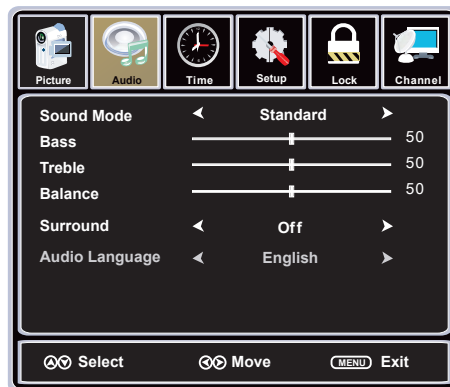 Picture Audio Time Setup Lock Channel
Sound Mode Standard
Bass 50
Treble 50
Balance 50
Surround Off
Audio Language English
Select Move MENU Exit